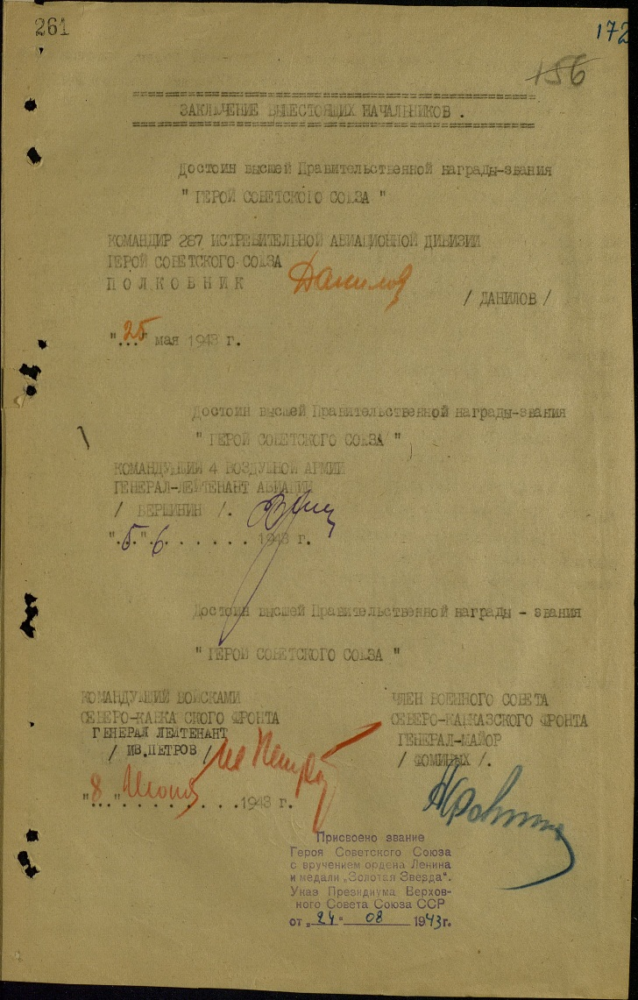 261
172
156
ЗАКЛЮЧЕНИЕ ВЫШЕСТОЯЩИХ НАЧАЛЬНИКОВ .
Достоин высшей Правительственной награды-звания
" ГЕРОЙ СОВЕТСКОГО СОЮЗА "
КОМАНДИР 287 ИСТРЕБИТЕЛЬНОЙ АВИАЦИОННОЙ ДИВИЗИИ
ГЕРОЙ СОВЕТСКОГО СОЮЗА
ПОЛКОВНИК Данилов
/ ДАНИЛОВ /
"25" мая 1943 г.
Достоин высшей Правительственной награды-звания
" ГЕРОЙ СОВЕТСКОГО СОЮЗА "
КОМАНДУЮЩИЙ 4 ВОЗДУШНОЙ АРМИИ
ГЕНЕРАЛ-ЛЕЙТЕНАНТ АВИАЦИИ
/ ВЕРШИНИН /.
"5" 6 . . . . . . 1943 г.
Достоин высшей Правительственной награды - звания
" ГЕРОЙ СОВЕТСКОГО СОЮЗА "
КОМАНДУЮЩИЙ ВОЙСКАМИ
СЕВЕРО-КАВКА СКОГО ФРОНТА
ГЕНЕРАЛ ЛЕЙТЕНАНТ
/ ИВ.ПЕТРОВ / Ив Петров
"8" Июня . . . . . 1943 г.
ЧЛЕН ВОЕННОГО СОВЕТА
СЕВЕРО-КАВКАЗСКОГО ФРОНТА
ГЕНЕРАЛ-МАЙОР
/ ФОМИНЫХ /.
Присвоено звание
Героя Советского Союза
с вручением ордена Ленина
и медали „Золотая Звезда".
Указ Президиума Верхов-
ного Совета Союза ССР
от „24" 08 1943г.